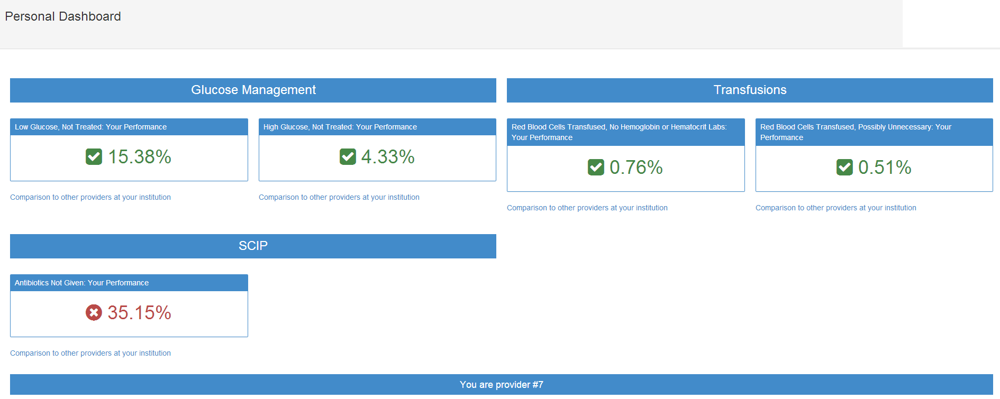 Personal Dashboard
Glucose Management
Low Glucose, Not Treated: Your Performance
15.38%
Comparison to other providers at your institution
High Glucose, Not Treated: Your Performance
4.33%
Comparison to other providers at your institution
Transfusions
Red Blood Cells Transfused, No Hemoglobin or Hematocrit Labs:
Your Performance
0.76%
Comparison to other providers at your institution
Red Blood Cells Transfused, Possibly Unnecessary: Your
Performance
0.51%
Comparison to other providers at your institution
SCIP
Antibiotics Not Given: Your Performance
35.15%
Comparison to other providers at your institution
You are provider #7